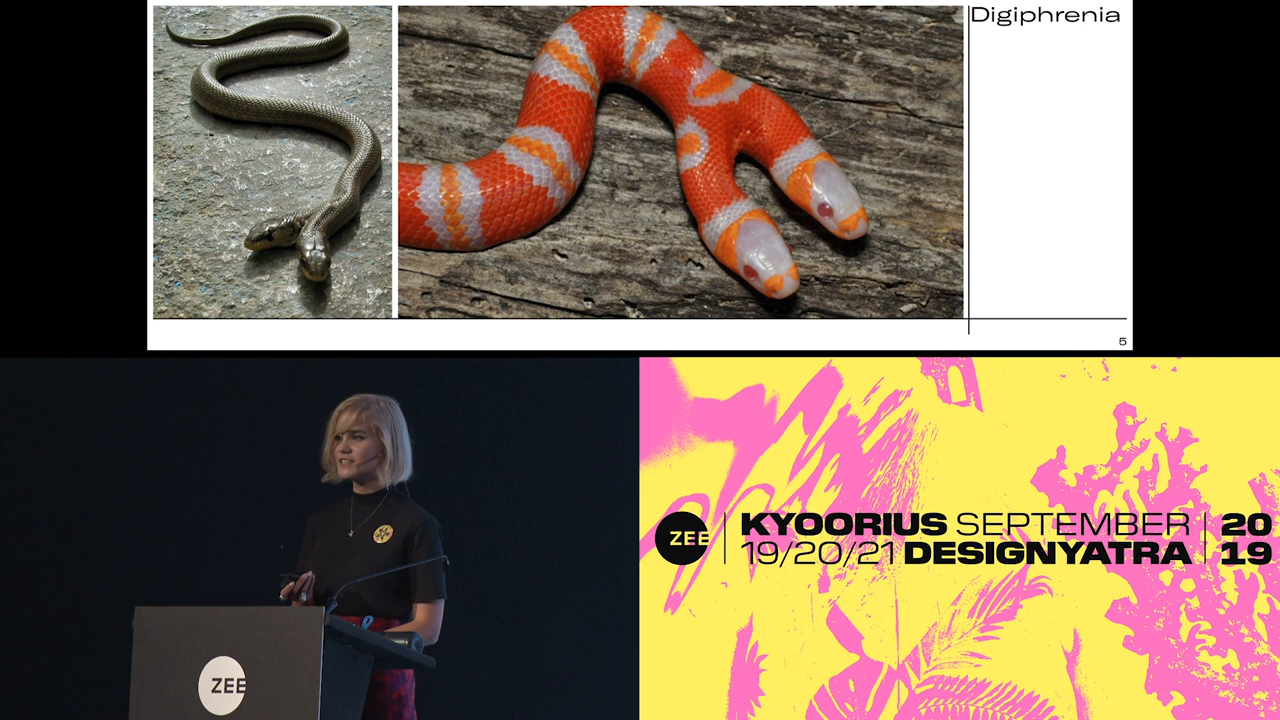 Digiphrenia
5
ZEE
ZEE
KYOORIUS SEPTEMBER
19/20/21 DESIGNYATRA
20
19